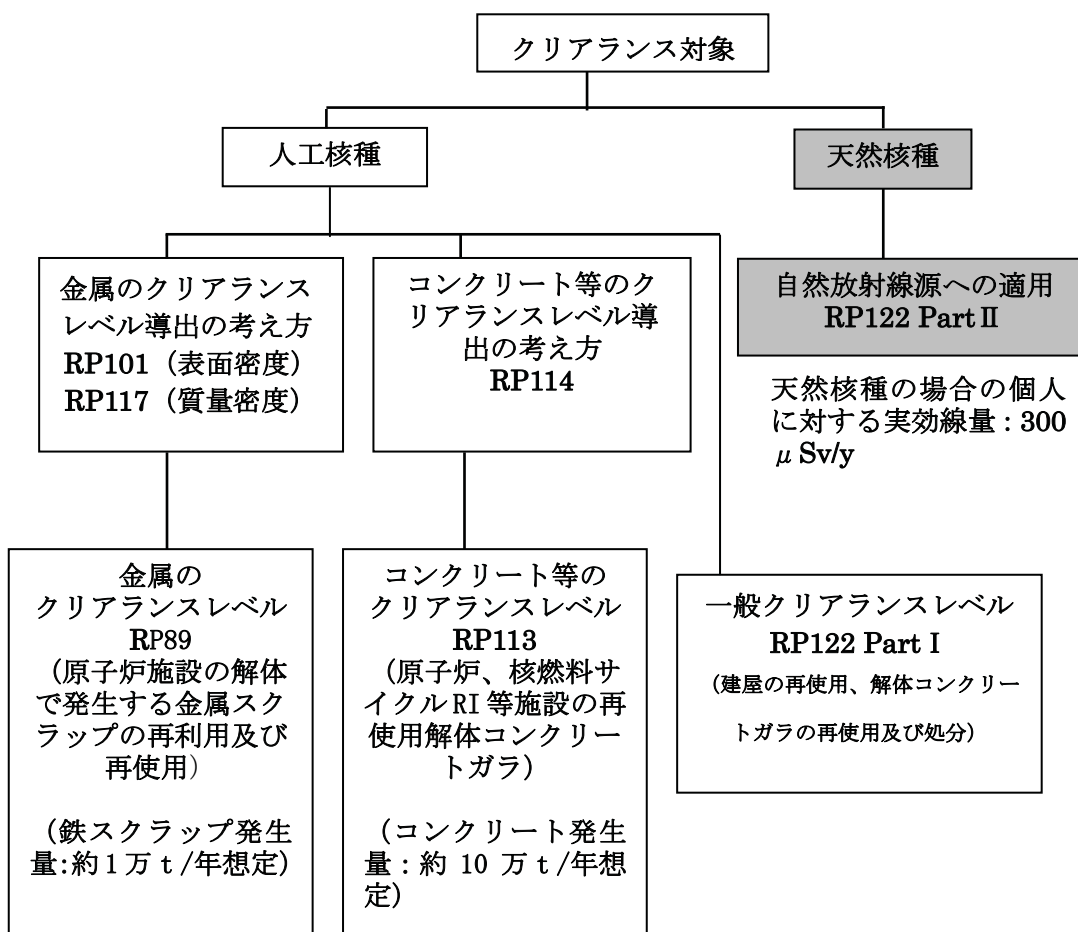 クリアランス対象
人工核種
天然核種
金属のクリアランス
レベル導出の考え方
RP101（表面密度）
RP117（質量密度）
コンクリート等のク
リアランスレベル導
出の考え方
RP114
自然放射線源への適用
RP122 PartⅡ
天然核種の場合の個人
に対する実効線量：300
μSv/y
金属の
クリアランスレベル
RP89
（原子炉施設の解体
で発生する金属スク
ラップの再利用及び
再使用）
（鉄スクラップ発生
量:約1万ｔ/年想定）
コンクリート等の
クリアランスレベル
RP113
（原子炉、核燃料サ
イクルRI等施設の再
使用解体コンクリー
トガラ）
（コンクリート発生
量：約 10 万ｔ/年想
定）
一般クリアランスレベル
RP122 PartⅠ
（建屋の再使用、解体コンクリー
トガラの再使用及び処分）